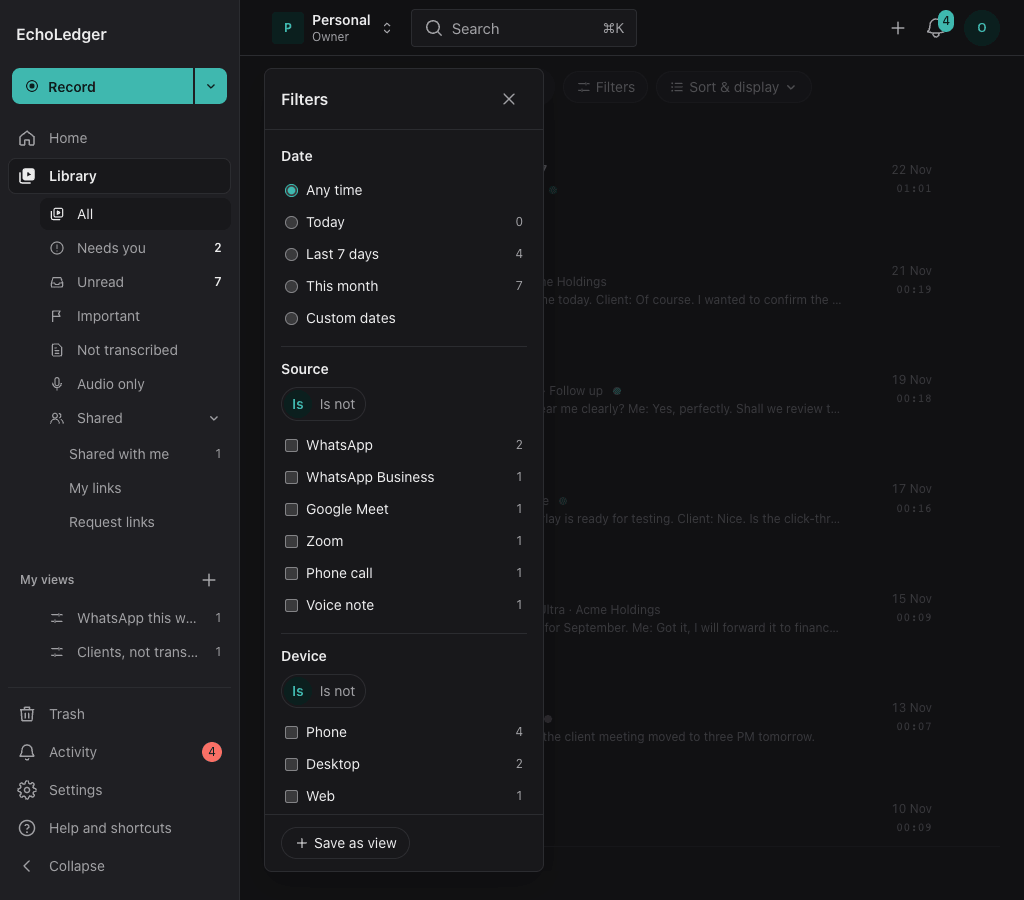 EchoLedger
Record
Home
Library
All
Needs you 2
Unread 7
Important
Not transcribed
Audio only
Shared
Shared with me 1
My links
Request links
My views
WhatsApp this w... 1
Clients, not trans... 1
Trash
Activity 4
Settings
Help and shortcuts
Collapse
P Personal
Owner
Search ⌘K
4
O
Filters
Sort & display
Filters
Date
Any time
Today 0
Last 7 days 4
This month 7
Custom dates
Source
Is Is not
WhatsApp 2
WhatsApp Business 1
Google Meet 1
Zoom 1
Phone call 1
Voice note 1
Device
Is Is not
Phone 4
Desktop 2
Web 1
Save as view
22 Nov
01:01
21 Nov
Holdings
00:19
today. Client: Of course. I wanted to confirm the ...
19 Nov
· Follow up
00:18
me clearly? Me: Yes, perfectly. Shall we review t...
17 Nov
00:16
is ready for testing. Client: Nice. Is the click-thr...
15 Nov
· Acme Holdings
00:09
for September. Me: Got it, I will forward it to financ...
13 Nov
00:07
the client meeting moved to three PM tomorrow.
10 Nov
00:09